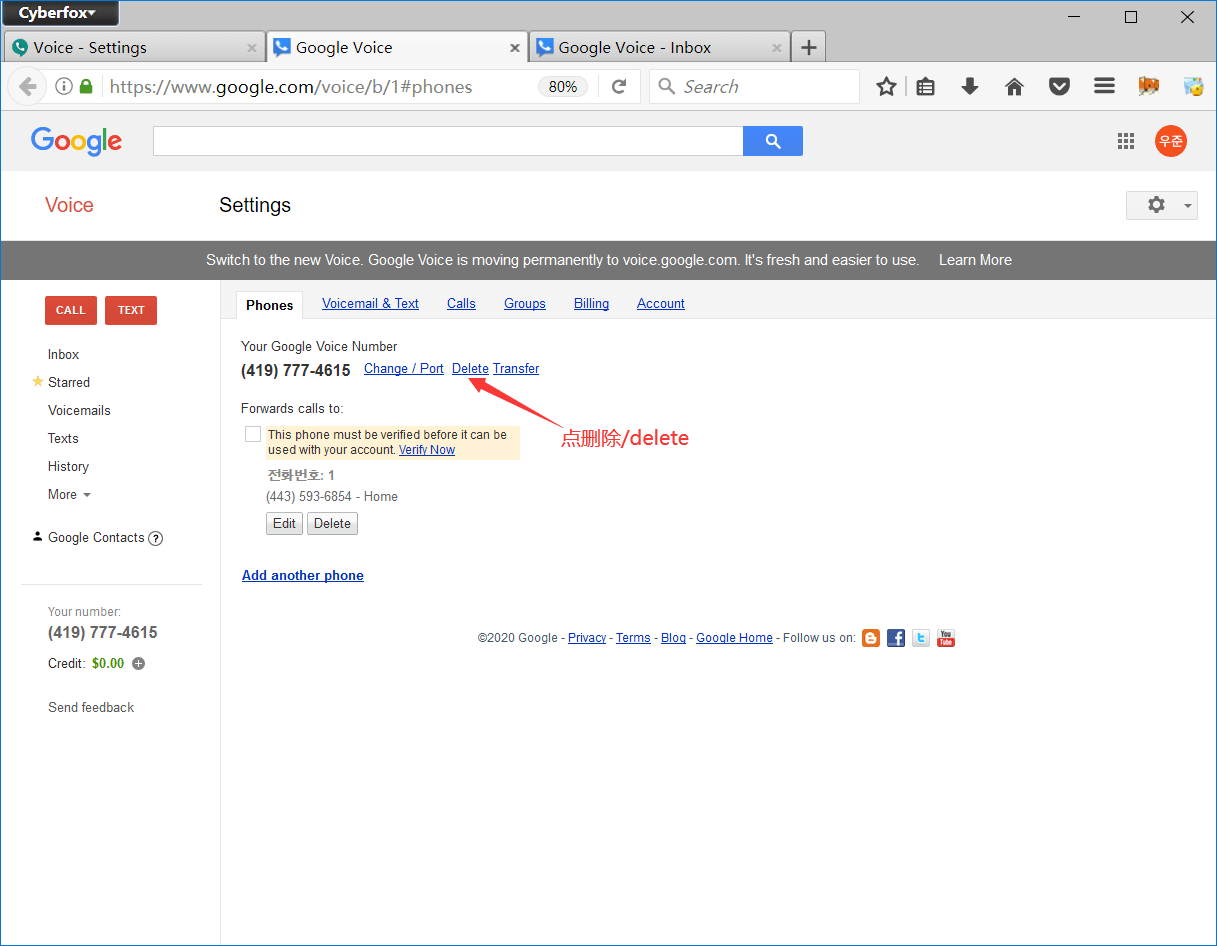 Cyberfox
Voice - Settings
Google Voice
Google Voice - Inbox
https://www.google.com/voice/b/1#phones
80%
Search
Google
우준
Voice
Settings
Switch to the new Voice. Google Voice is moving permanently to voice.google.com. It's fresh and easier to use. Learn More
CALL
TEXT
Phones
Voicemail & Text
Calls
Groups
Billing
Account
Inbox
Starred
Voicemails
Texts
History
More
Google Contacts ?
Your number:
(419) 777-4615
Credit: $0.00
Send feedback
Your Google Voice Number
(419) 777-4615 Change / Port Delete Transfer
Forwards calls to:
点删除/delete
This phone must be verified before it can be
used with your account. Verify Now
전화번호: 1
(443) 593-6854 - Home
Edit
Delete
Add another phone
©2020 Google - Privacy - Terms - Blog - Google Home - Follow us on:
You Tube